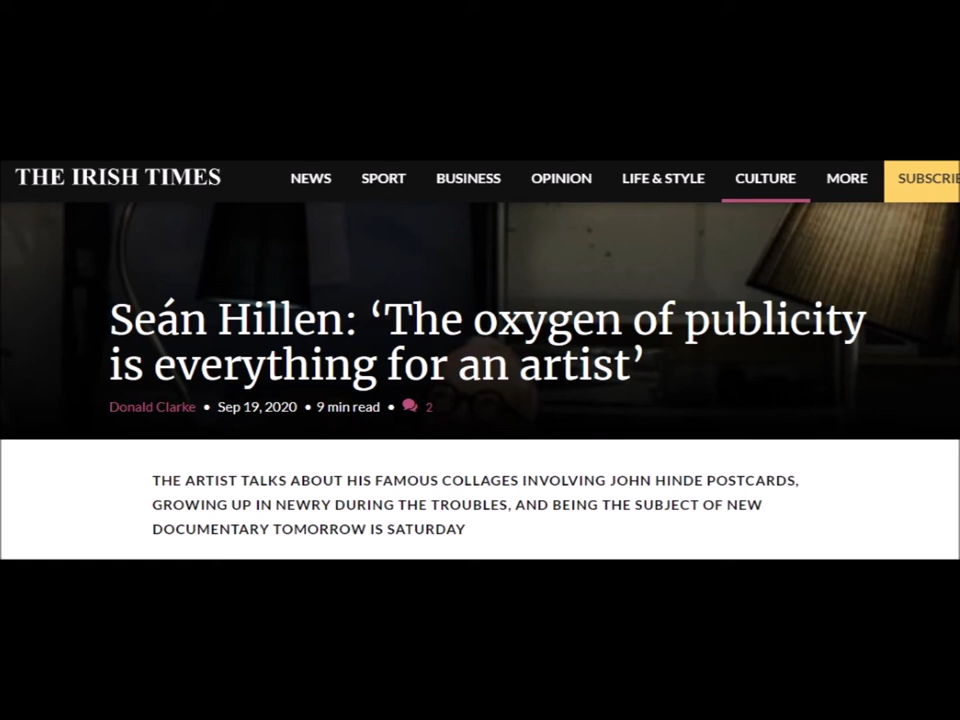 THE IRISH TIMES NEWS SPORT BUSINESS OPINION LIFE & STYLE CULTURE MORE SUBSCRIE
Seán Hillen: ‘The oxygen of publicity
is everything for an artist’
Donald Clarke • Sep 19, 2020 • 9 min read • 2
THE ARTIST TALKS ABOUT HIS FAMOUS COLLAGES INVOLVING JOHN HINDE POSTCARDS,
GROWING UP IN NEWRY DURING THE TROUBLES, AND BEING THE SUBJECT OF NEW
DOCUMENTARY TOMORROW IS SATURDAY